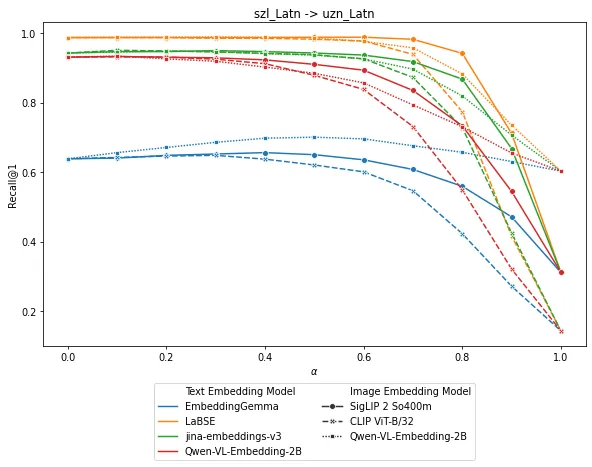 szl_Latn -> uzn_Latn
Recall@1
1.0
0.8
0.6
0.4
0.2
0.0 0.2 0.4 0.6 0.8 1.0
α
Text Embedding Model
EmbeddingGemma
LaBSE
jina-embeddings-v3
Qwen-VL-Embedding-2B
Image Embedding Model
SigLIP 2 So400m
CLIP ViT-B/32
Qwen-VL-Embedding-2B